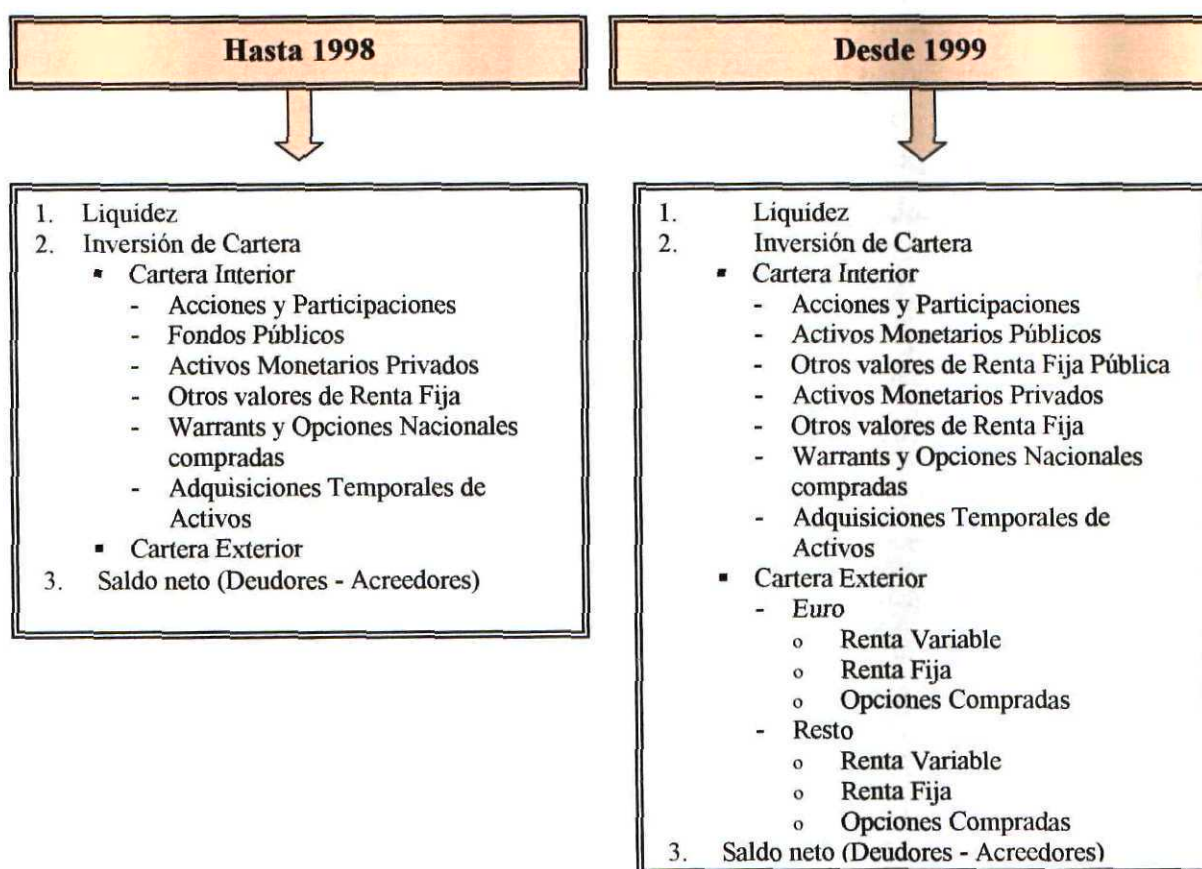 Hasta 1998
1. Liquidez
2. Inversión de Cartera
▪ Cartera Interior
- Acciones y Participaciones
- Fondos Públicos
- Activos Monetarios Privados
- Otros valores de Renta Fija
- Warrants y Opciones Nacionales
compradas
- Adquisiciones Temporales de
Activos
▪ Cartera Exterior
3. Saldo neto (Deudores - Acreedores)
Desde 1999
1. Liquidez
2. Inversión de Cartera
▪ Cartera Interior
- Acciones y Participaciones
- Activos Monetarios Públicos
- Otros valores de Renta Fija Pública
- Activos Monetarios Privados
- Otros valores de Renta Fija
- Warrants y Opciones Nacionales
compradas
- Adquisiciones Temporales de
Activos
▪ Cartera Exterior
- Euro
o Renta Variable
o Renta Fija
o Opciones Compradas
- Resto
o Renta Variable
o Renta Fija
o Opciones Compradas
3. Saldo neto (Deudores - Acreedores)